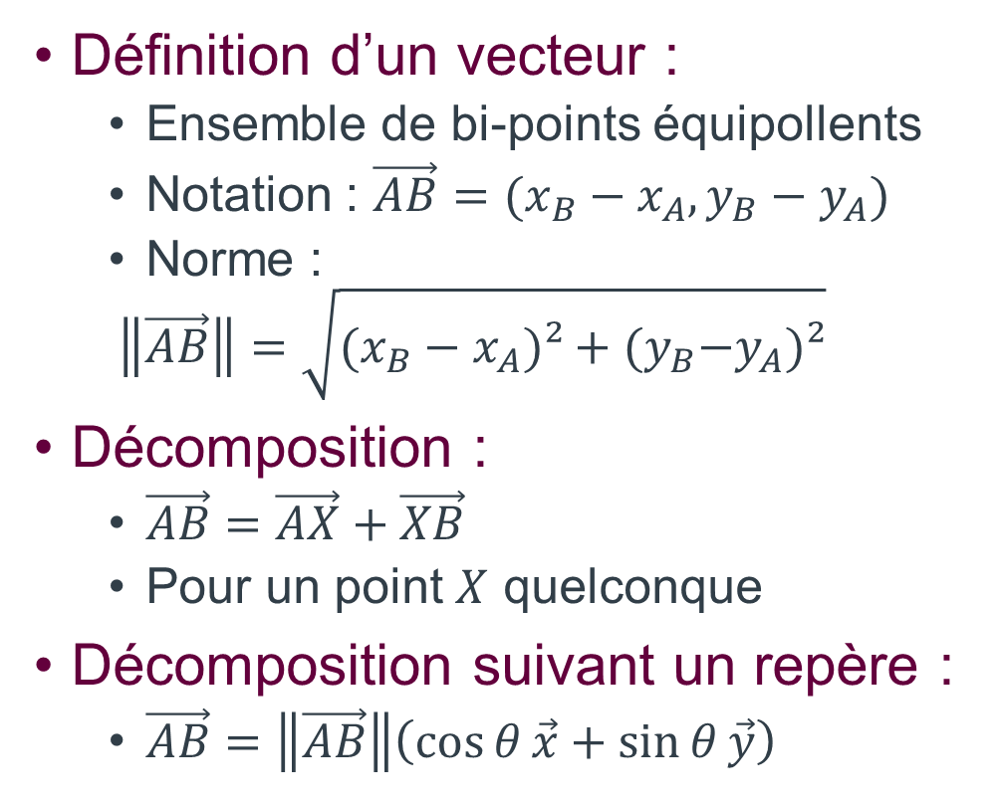 • Définition d’un vecteur :
• Ensemble de bi-points équipollents
• Notation : $\overrightarrow{AB} = (x_B - x_A, y_B - y_A)$
• Norme :
$\left\|\overrightarrow{AB}\right\| = \sqrt{(x_B - x_A)^2 + (y_B - y_A)^2}$
• Décomposition :
• $\overrightarrow{AB} = \overrightarrow{AX} + \overrightarrow{XB}$
• Pour un point $X$ quelconque
• Décomposition suivant un repère :
• $\overrightarrow{AB} = \left\|\overrightarrow{AB}\right\|(\cos\theta\,\vec{x} + \sin\theta\,\vec{y})$